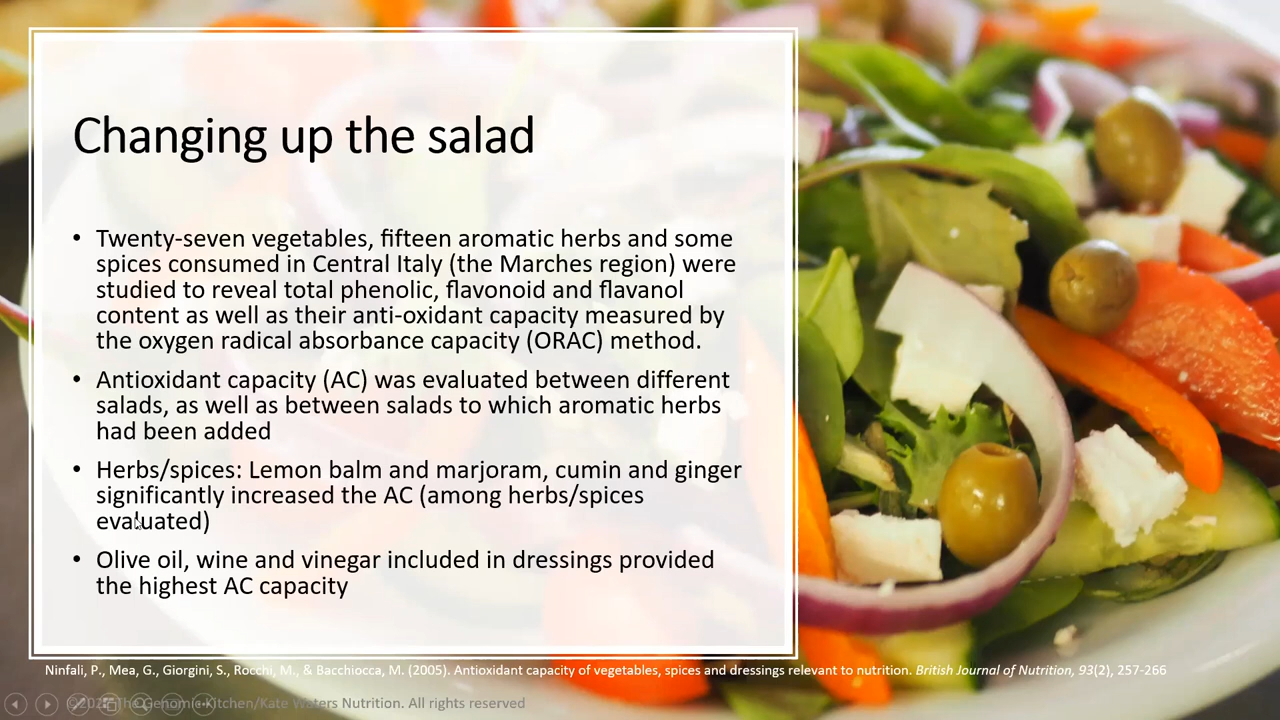 Changing up the salad
• Twenty-seven vegetables, fifteen aromatic herbs and some
spices consumed in Central Italy (the Marches region) were
studied to reveal total phenolic, flavonoid and flavanol
content as well as their anti-oxidant capacity measured by
the oxygen radical absorbance capacity (ORAC) method.
• Antioxidant capacity (AC) was evaluated between different
salads, as well as between salads to which aromatic herbs
had been added
• Herbs/spices: Lemon balm and marjoram, cumin and ginger
significantly increased the AC (among herbs/spices
evaluated)
• Olive oil, wine and vinegar included in dressings provided
the highest AC capacity
Ninfali, P., Mea, G., Giorgini, S., Rocchi, M., & Bacchiocca, M. (2005). Antioxidant capacity of vegetables, spices and dressings relevant to nutrition. British Journal of Nutrition, 93(2), 257-266
The Genomic Kitchen/Kate Waters Nutrition. All rights reserved